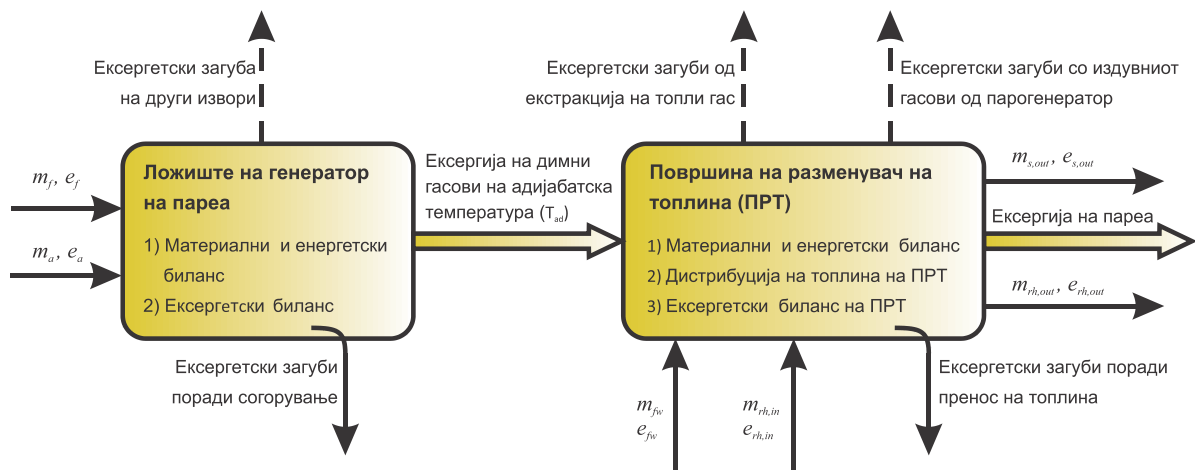 Ексергетски загуба
на други извори
Ексергетски загуби од
екстракција на топли гас
Ексергетски загуби со издувниот
гасови од парогенератор
m_f, e_f
m_a, e_a
Ложиште на генератор
на пареа
1) Материални и енергетски
биланс
2) Ексергетски биланс
Ексергија на димни
гасови на адијабатска
температура (T_ad)
Површина на разменувач на
топлина (ПРТ)
1) Материални и енергетски биланс
2) Дистрибуција на топлина на ПРТ
3) Ексергетски биланс на ПРТ
m_s,out, e_s,out
Ексергија на пареа
m_rh,out, e_rh,out
Ексергетски загуби
поради согорување
m_fw
e_fw
m_rh,in
e_rh,in
Ексергетски загуби поради
пренос на топлина